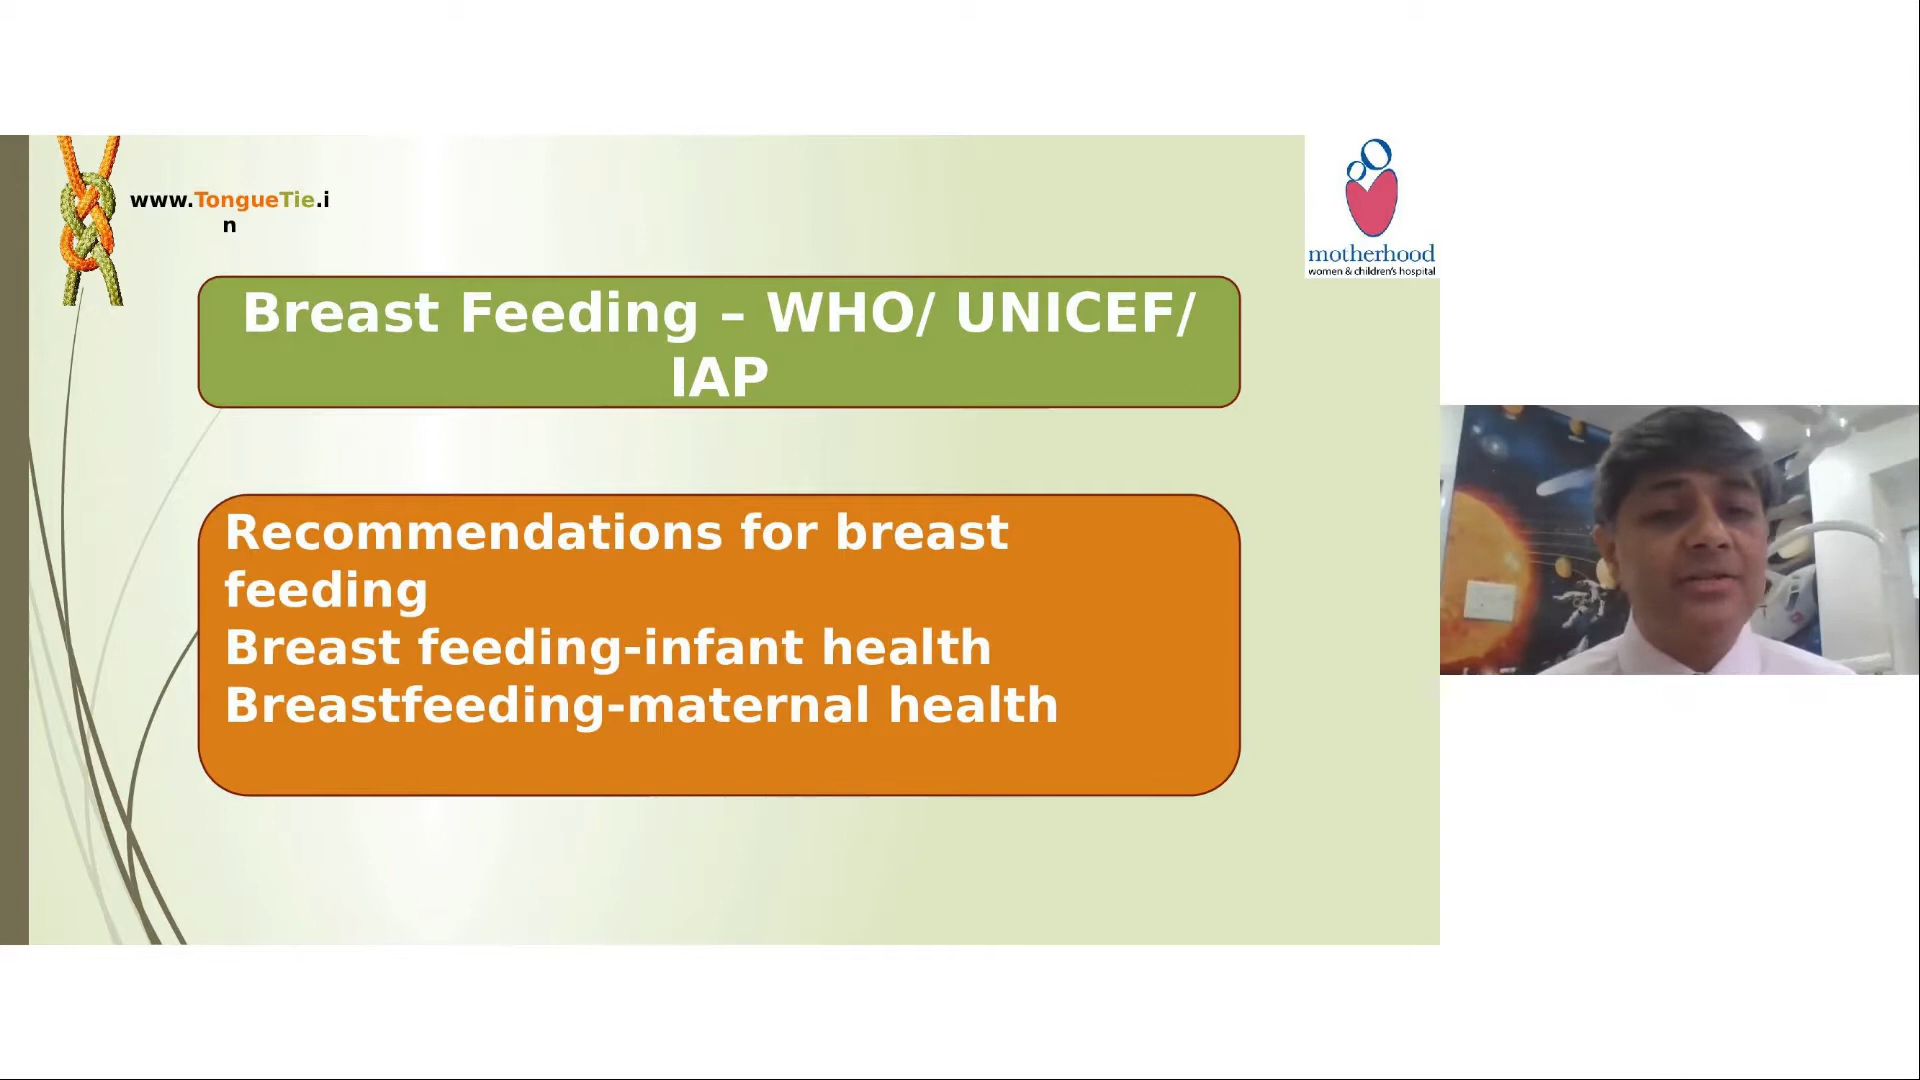 www.TongueTie.i
n
motherhood
women & children's hospital
Breast Feeding – WHO/ UNICEF/
IAP
Recommendations for breast
feeding
Breast feeding-infant health
Breastfeeding-maternal health